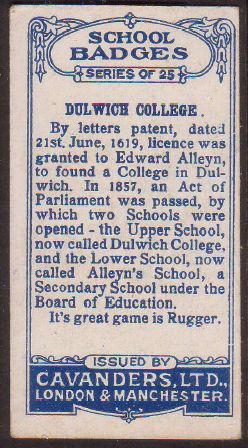 SCHOOL
BADGES
SERIES OF 25
DULWICH COLLEGE.
By letters patent, dated
21st. June, 1619, licence was
granted to Edward Alleyn,
to found a College in Dul-
wich. In 1857, an Act of
Parliament was passed, by
which two Schools were
opened - the Upper School,
now called Dulwich College,
and the Lower School, now
called Alleyn's School, a
Secondary School under the
Board of Education.
It's great game is Rugger.
ISSUED BY
CAVANDERS, LTD.,
LONDON & MANCHESTER.